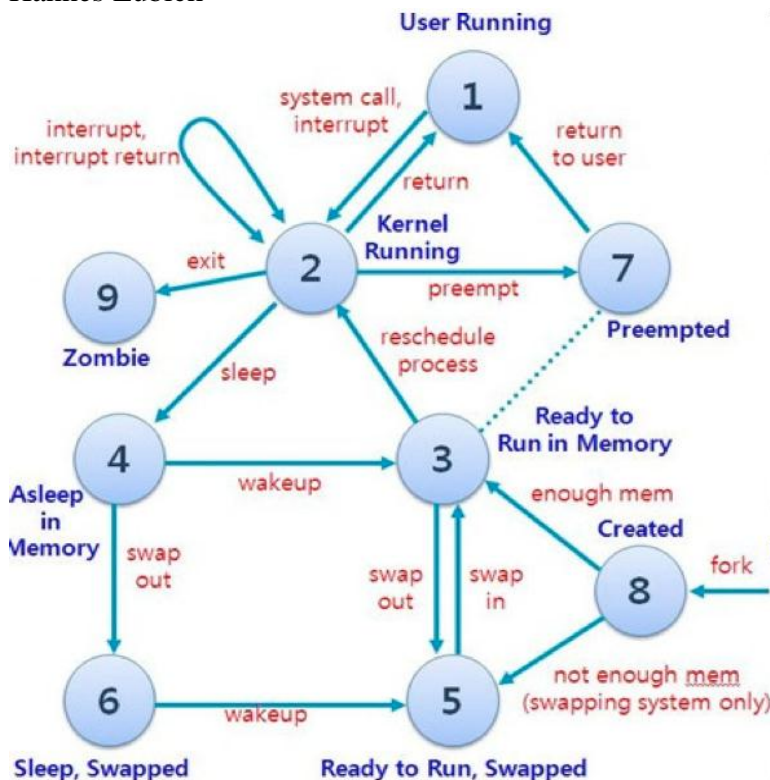 User Running
1
system call,
interrupt
interrupt,
interrupt return
return
to user
return
Kernel
Running
2
7
exit
9
preempt
Zombie
Preempted
reschedule
process
sleep
Ready to
Run in Memory
4
3
wakeup
enough mem
Asleep
in
Memory
Created
swap
out
swap
out
swap
in
fork
8
not enough mem
(swapping system only)
6
5
wakeup
Sleep, Swapped
Ready to Run, Swapped